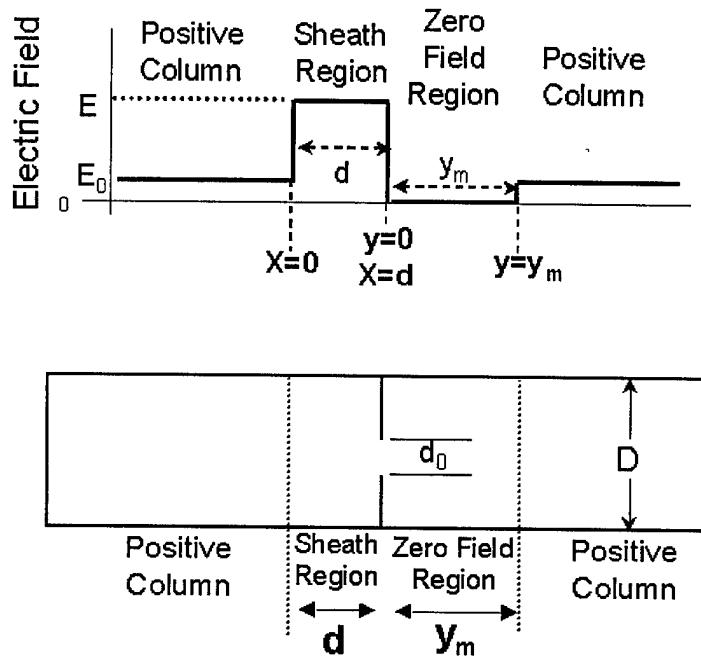 Electric Field
Positive
Column
Sheath
Region
Zero
Field
Region
Positive
Column
E
E₀
0
d
yₘ
X=0
y=0
X=d
y=yₘ
d₀
D
Positive
Column
Sheath
Region
Zero Field
Region
Positive
Column
d
yₘ